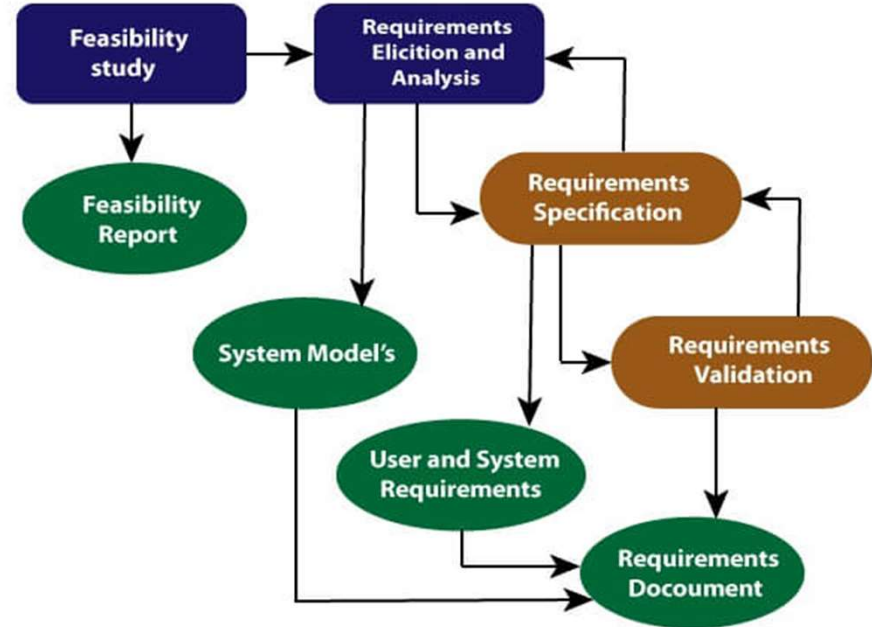 Feasibility
study
Requirements
Elicition and
Analysis
Feasibility
Report
Requirements
Specification
System Model's
Requirements
Validation
User and System
Requirements
Requirements
Docoument